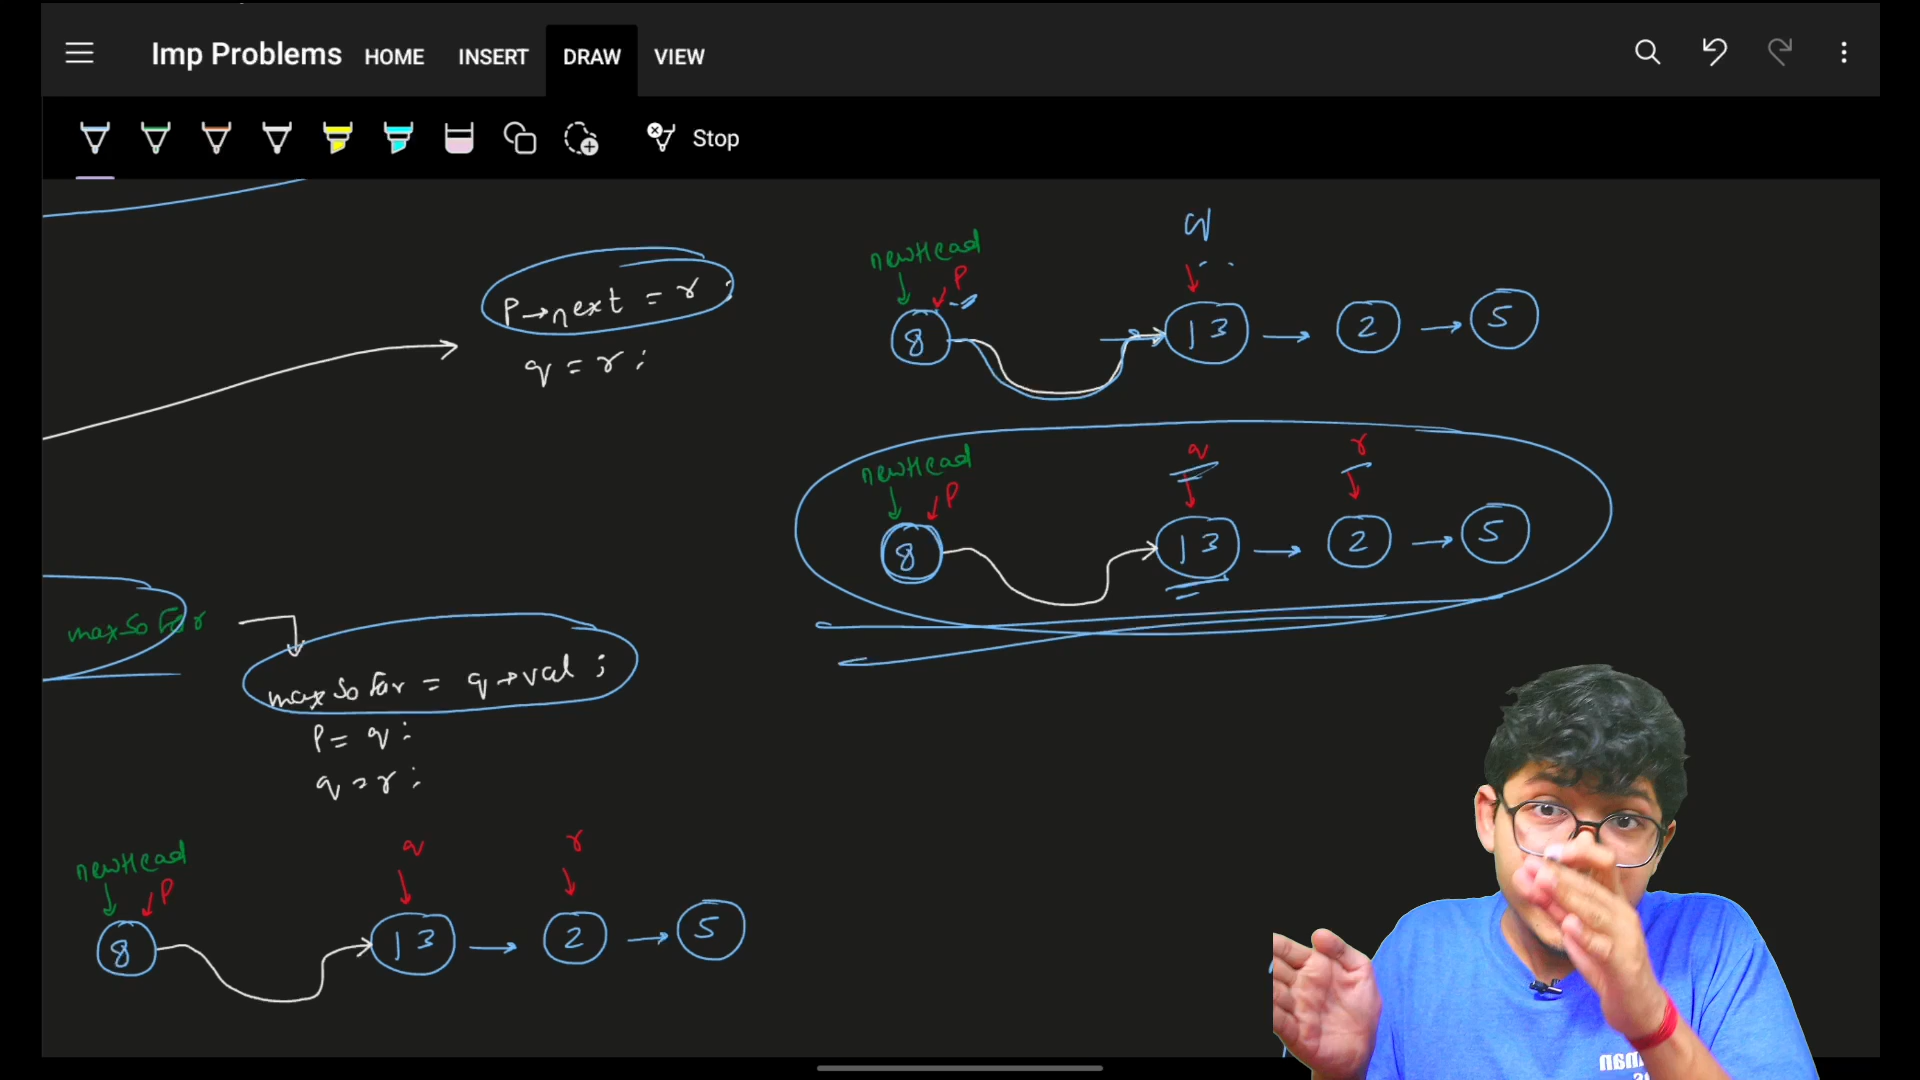 Imp Problems HOME INSERT DRAW VIEW
Stop
p→next = r ;
q = r ;
newHead p q
8 13 2 5
newHead p q r
8 13 2 5
maxSoFar
maxSoFar = q→val ;
p = q ;
q = r ;
newHead p q r
8 13 2 5